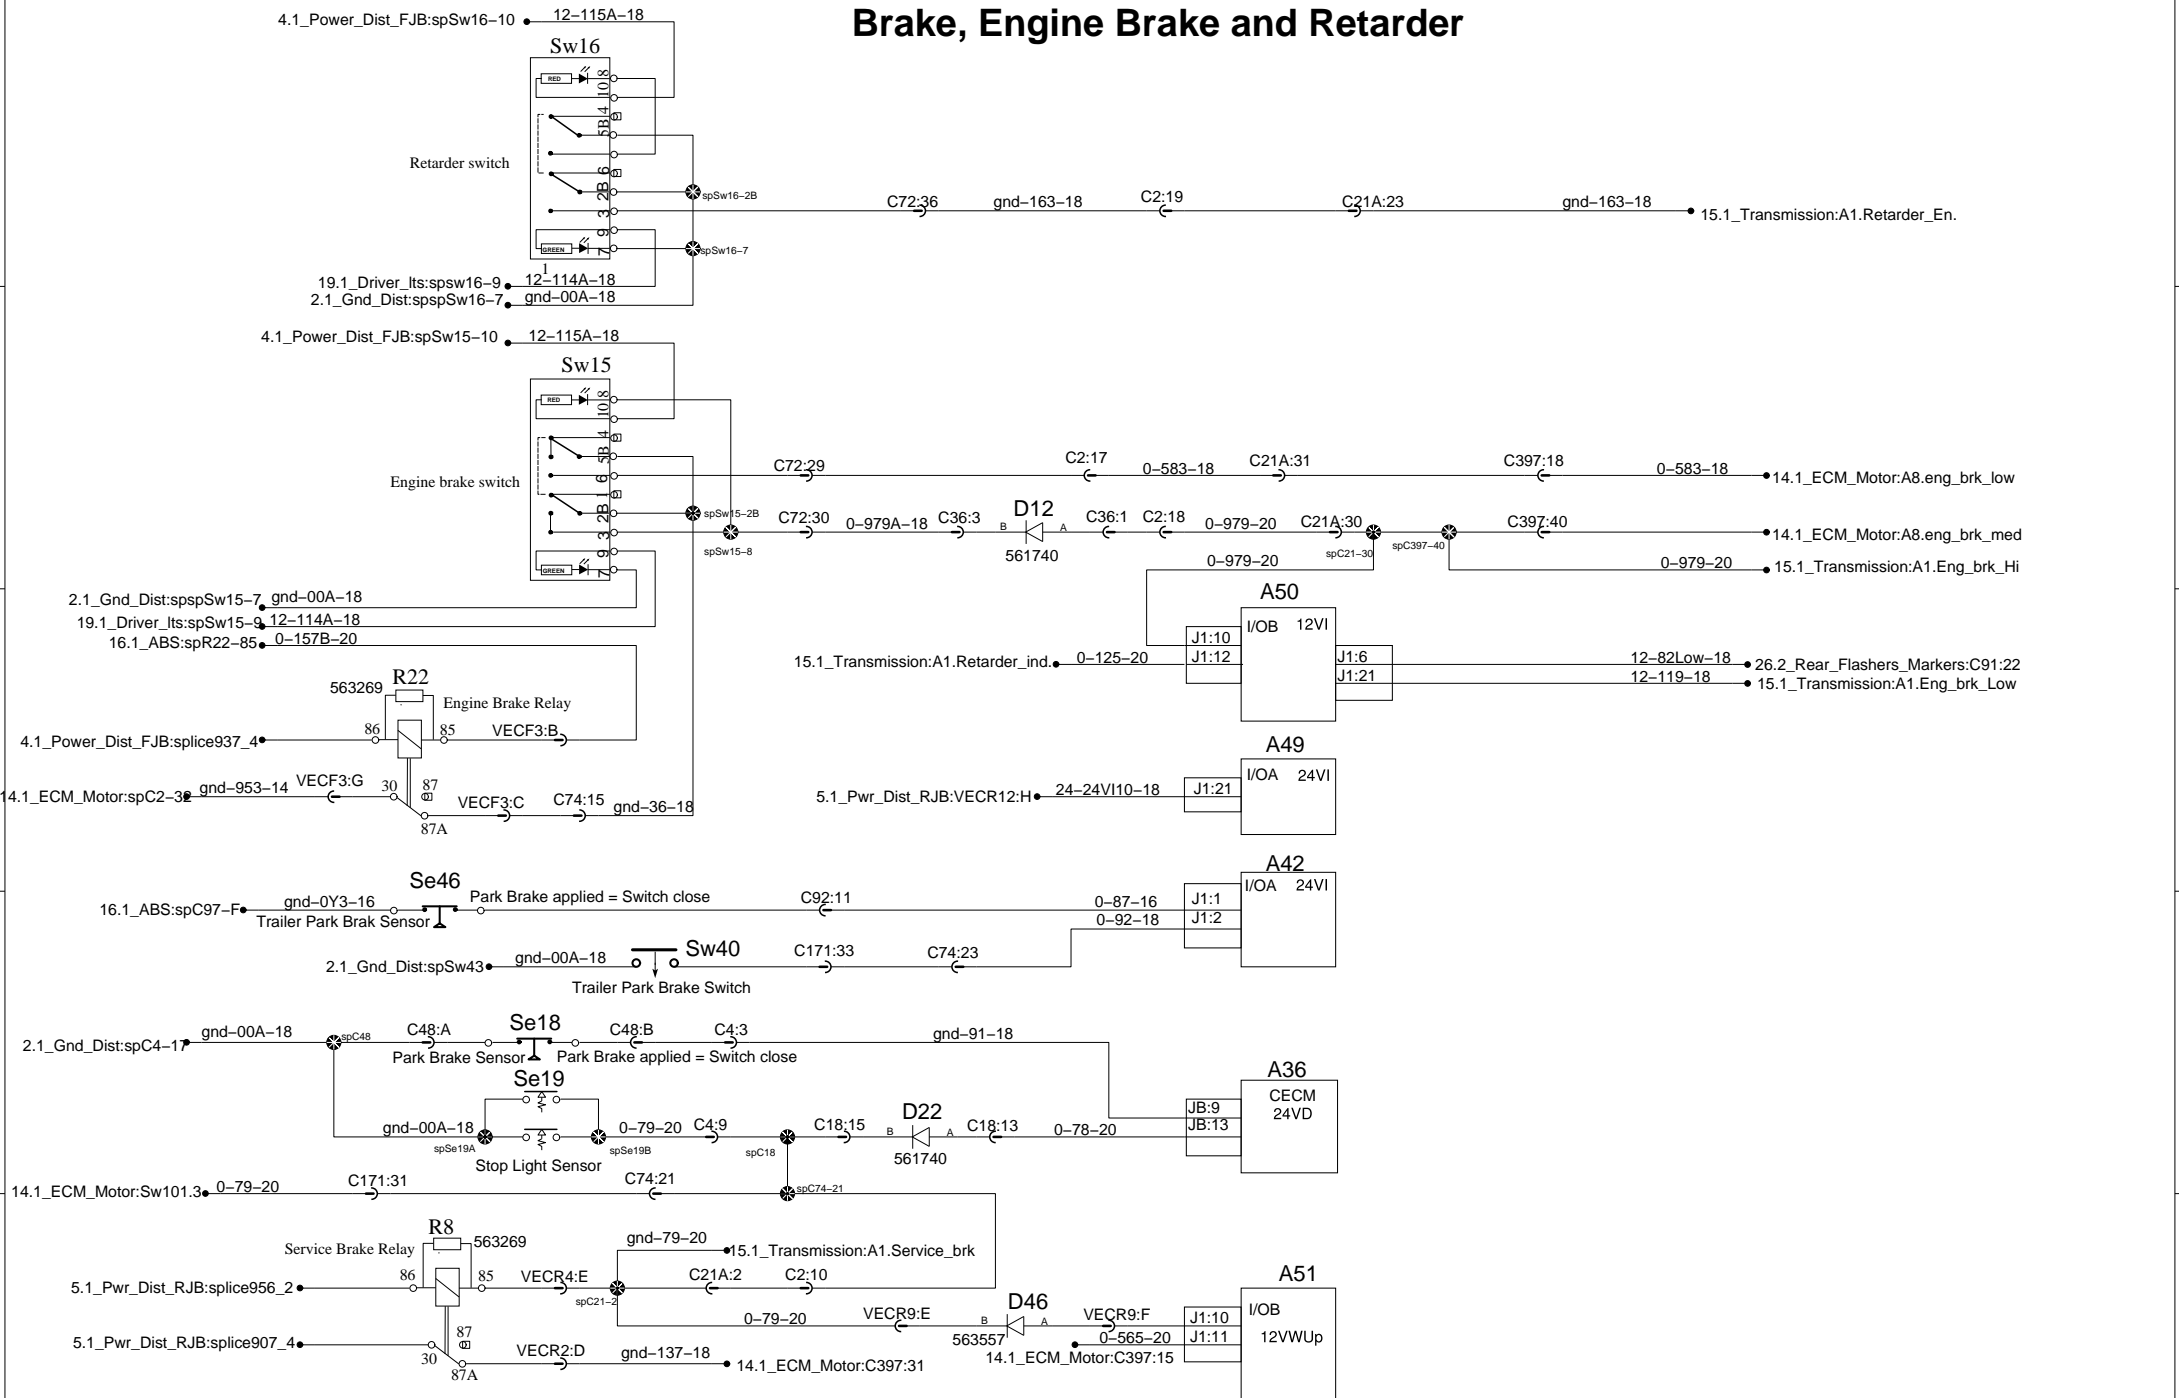 Brake, Engine Brake and Retarder
4.1_Power_Dist_FJB:spSw16-10 12-115A-18
Sw16
RED
8
10
4
5B
Retarder switch
6
2B
spSw16-2B
3
C72:36 gnd-163-18 C2:19 C21A:23 gnd-163-18 15.1_Transmission:A1.Retarder_En.
9
GREEN
7
spSw16-7
1
19.1_Driver_lts:spsw16-9 12-114A-18
2.1_Gnd_Dist:spspSw16-7 gnd-00A-18
4.1_Power_Dist_FJB:spSw15-10 12-115A-18
Sw15
RED
8
10
4
5B
Engine brake switch
6
C72:29 C2:17 0-583-18 C21A:31 C397:18 0-583-18 14.1_ECM_Motor:A8.eng_brk_low
1
2B
spSw15-2B
3
spSw15-8
C72:30 0-979A-18 C36:3 B D12 A C36:1 C2:18 0-979-20 C21A:30 C397:40 14.1_ECM_Motor:A8.eng_brk_med
561740
spC21-30 spC397-40
9
GREEN
7
0-979-20 0-979-20 15.1_Transmission:A1.Eng_brk_Hi
2.1_Gnd_Dist:spspSw15-7 gnd-00A-18
19.1_Driver_lts:spSw15-9 12-114A-18
16.1_ABS:spR22-85 0-157B-20
A50
I/OB 12VI
J1:10
15.1_Transmission:A1.Retarder_ind. 0-125-20 J1:12
J1:6 12-82Low-18 26.2_Rear_Flashers_Markers:C91:22
J1:21 12-119-18 15.1_Transmission:A1.Eng_brk_Low
R22
563269
Engine Brake Relay
4.1_Power_Dist_FJB:splice937_4 86 85 VECF3:B
14.1_ECM_Motor:spC2-32 gnd-953-14 VECF3:G 30 87
87A VECF3:C C74:15 gnd-36-18
A49
I/OA 24VI
5.1_Pwr_Dist_RJB:VECR12:H 24-24VI10-18 J1:21
A42
I/OA 24VI
Se46
16.1_ABS:spC97-F gnd-0Y3-16 Park Brake applied = Switch close C92:11 0-87-16 J1:1
Trailer Park Brak Sensor
0-92-18 J1:2
2.1_Gnd_Dist:spSw43 gnd-00A-18 Sw40 C171:33 C74:23
Trailer Park Brake Switch
2.1_Gnd_Dist:spC4-17 gnd-00A-18 spC48 C48:A Se18 C48:B C4:3 gnd-91-18
Park Brake Sensor Park Brake applied = Switch close
A36
CECM
24VD
JB:9
JB:13
Se19
gnd-00A-18 spSe19A spSe19B 0-79-20 C4:9 spC18 C18:15 B D22 A C18:13 0-78-20
561740
Stop Light Sensor
14.1_ECM_Motor:Sw101.3 0-79-20 C171:31 C74:21 spC74-21
R8
563269
Service Brake Relay
gnd-79-20 15.1_Transmission:A1.Service_brk
5.1_Pwr_Dist_RJB:splice956_2 86 85 VECR4:E spC21-2 C21A:2 C2:10
A51
I/OB
12VWUp
0-79-20 VECR9:E B D46 A VECR9:F J1:10
563557
0-565-20 J1:11
14.1_ECM_Motor:C397:15
5.1_Pwr_Dist_RJB:splice907_4 30 87
87A VECR2:D gnd-137-18 14.1_ECM_Motor:C397:31